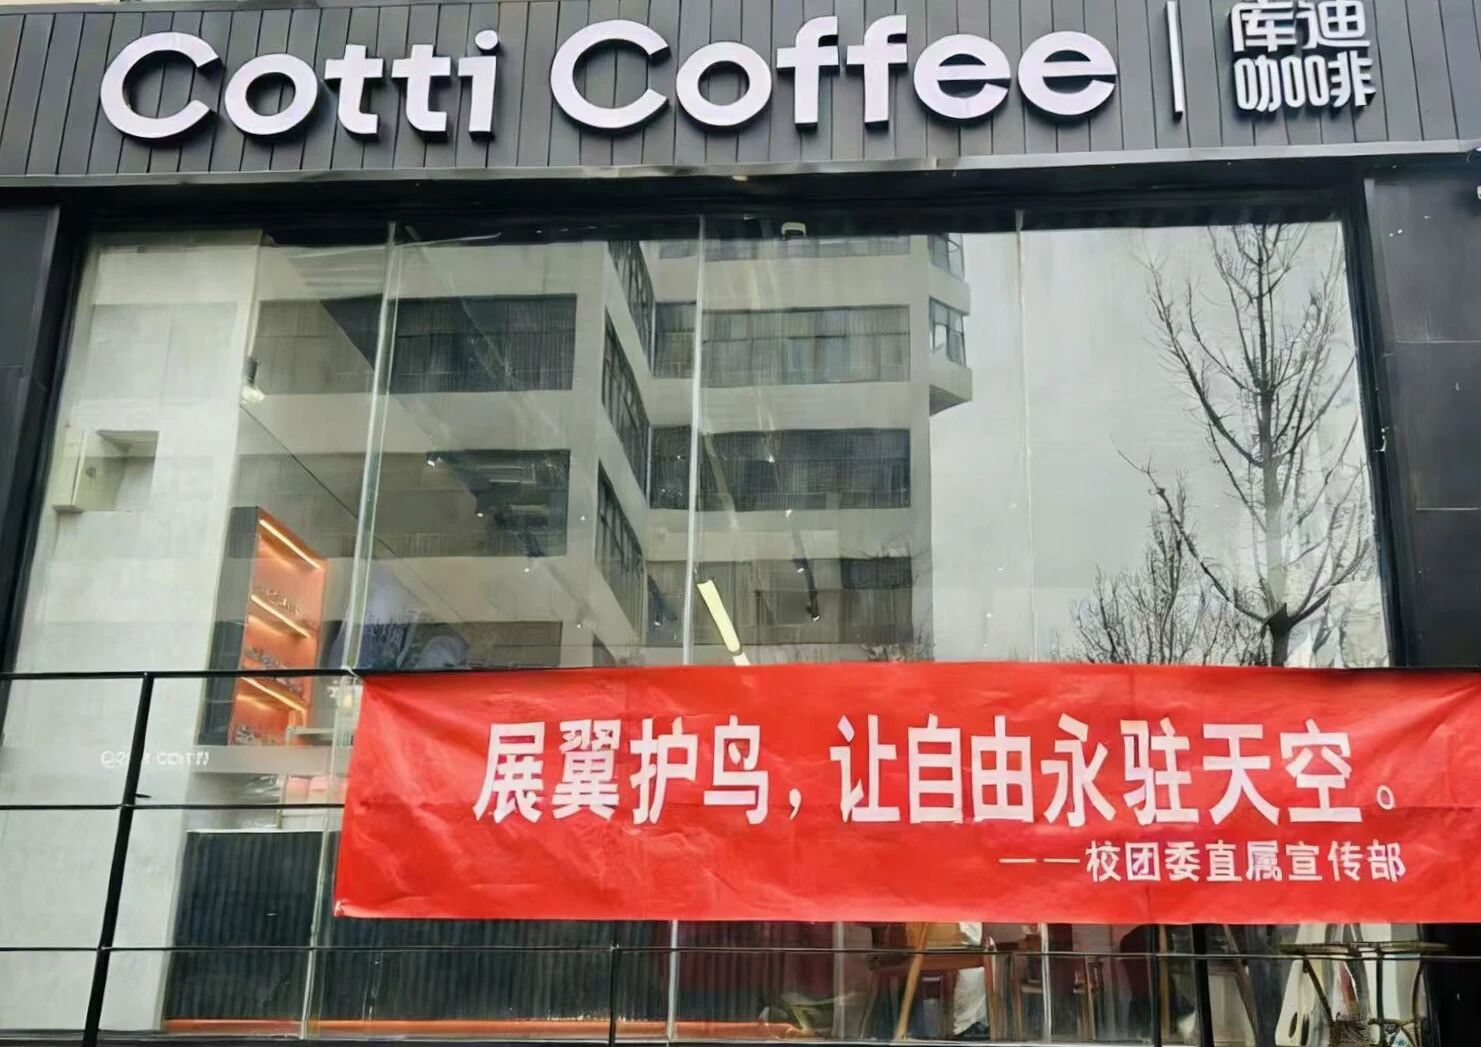 Cotti Coffee | 库迪
咖啡
展翼护鸟，让自由永驻天空。
——校团委直属宣传部